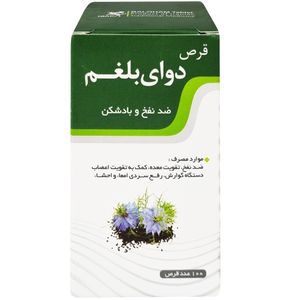 قرص
دوای بلغم
ضد نفخ و بادشکن
موارد مصرف :
ضد نفخ، تقویت معده، کمک به تقویت اعصاب
دستگاه گوارش، رفع سردی امعا، و احشاء.
۱۰۰ عدد قرص